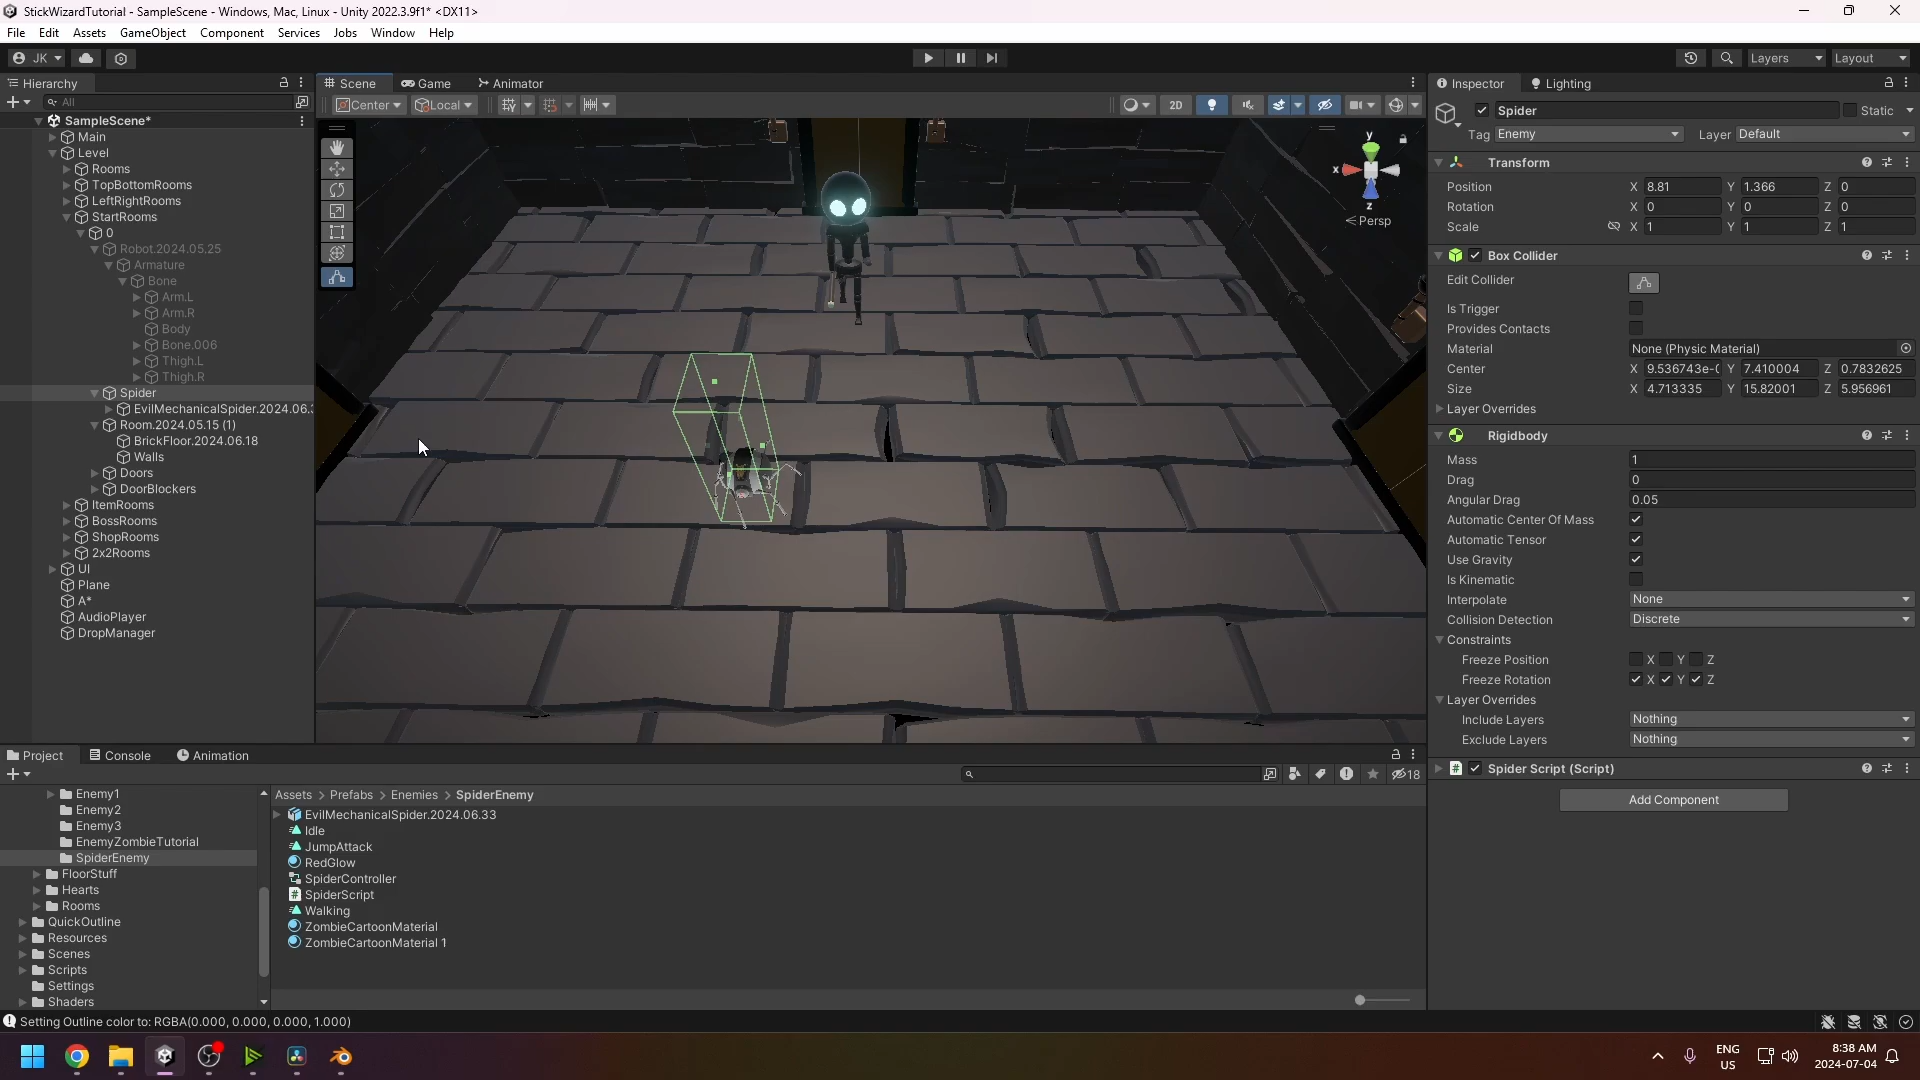 StickWizardTutorial - SampleScene - Windows, Mac, Linux - Unity 2022.3.9f1* <DX11>
File Edit Assets GameObject Component Services Jobs Window Help
JK Layers Layout
Hierarchy Scene Game Animator Inspector Lighting
All Center Local 2D
Spider Static
Tag Enemy Layer Default
SampleScene*
Main
Level
Rooms
TopBottomRooms
LeftRightRooms
StartRooms
0
Robot.2024.05.25
Armature
Bone
Arm.L
Arm.R
Body
Bone.006
Thigh.L
Thigh.R
Spider
EvilMechanicalSpider.2024.06.
Room.2024.05.15 (1)
BrickFloor.2024.06.18
Walls
Doors
DoorBlockers
ItemRooms
BossRooms
ShopRooms
2x2Rooms
UI
Plane
A*
AudioPlayer
DropManager
y
x
z
Persp
Transform
Position X 8.81 Y 1.366 Z 0
Rotation X 0 Y 0 Z 0
Scale X 1 Y 1 Z 1
Box Collider
Edit Collider
Is Trigger
Provides Contacts
Material None (Physic Material)
Center X 9.536743e-( Y 7.410004 Z 0.7832625
Size X 4.713335 Y 15.82001 Z 5.956961
Layer Overrides
Rigidbody
Mass 1
Drag 0
Angular Drag 0.05
Automatic Center Of Mass
Automatic Tensor
Use Gravity
Is Kinematic
Interpolate None
Collision Detection Discrete
Constraints
Freeze Position X Y Z
Freeze Rotation X Y Z
Layer Overrides
Include Layers Nothing
Exclude Layers Nothing
Spider Script (Script)
Add Component
Project Console Animation
18
Enemy1
Enemy2
Enemy3
EnemyZombieTutorial
SpiderEnemy
FloorStuff
Hearts
Rooms
QuickOutline
Resources
Scenes
Scripts
Settings
Shaders
Assets > Prefabs > Enemies > SpiderEnemy
EvilMechanicalSpider.2024.06.33
Idle
JumpAttack
RedGlow
SpiderController
SpiderScript
Walking
ZombieCartoonMaterial
ZombieCartoonMaterial 1
Setting Outline color to: RGBA(0.000, 0.000, 0.000, 1.000)
ENG
US
8:38 AM
2024-07-04